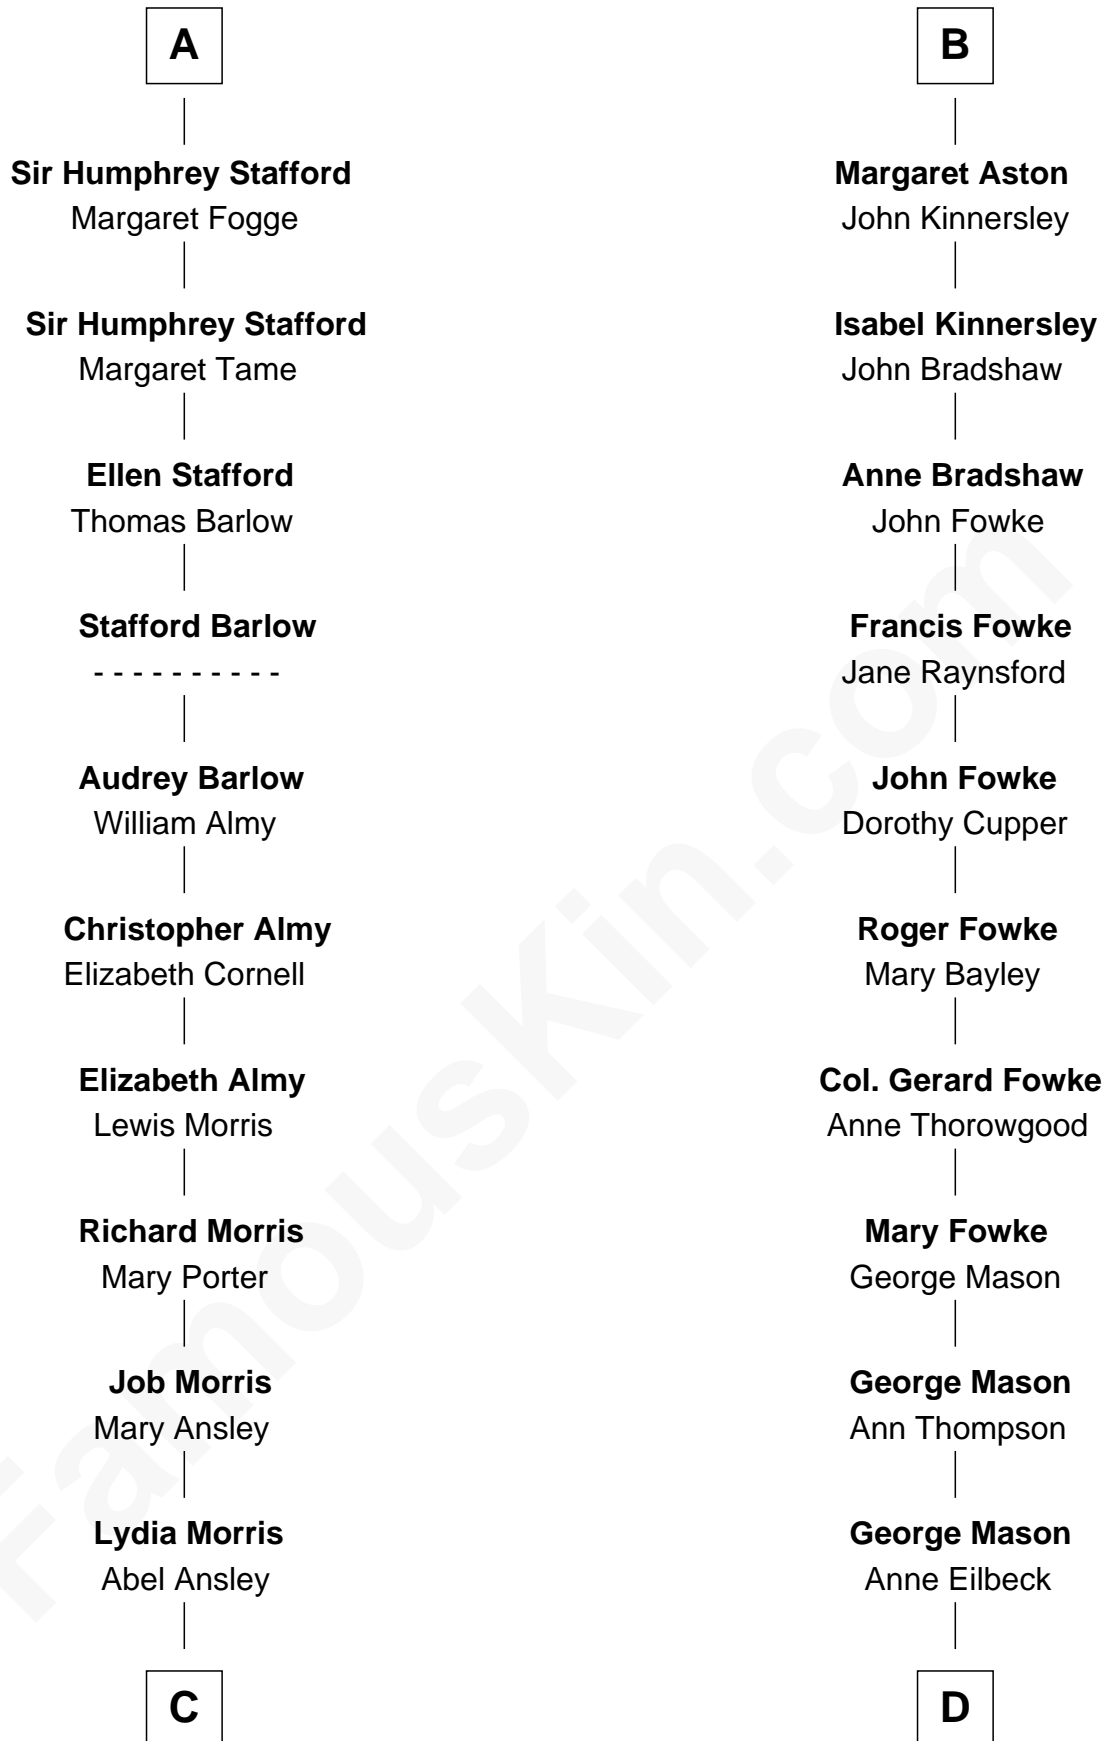 A
Sir Humphrey Stafford
Margaret Fogge
Sir Humphrey Stafford
Margaret Tame
Ellen Stafford
Thomas Barlow
Stafford Barlow
- - - - - - - - - -
Audrey Barlow
William Almy
Christopher Almy
Elizabeth Cornell
Elizabeth Almy
Lewis Morris
Richard Morris
Mary Porter
Job Morris
Mary Ansley
Lydia Morris
Abel Ansley
C
B
Margaret Aston
John Kinnersley
Isabel Kinnersley
John Bradshaw
Anne Bradshaw
John Fowke
Francis Fowke
Jane Raynsford
John Fowke
Dorothy Cupper
Roger Fowke
Mary Bayley
Col. Gerard Fowke
Anne Thorowgood
Mary Fowke
George Mason
George Mason
Ann Thompson
George Mason
Anne Eilbeck
D
FamousKin.com